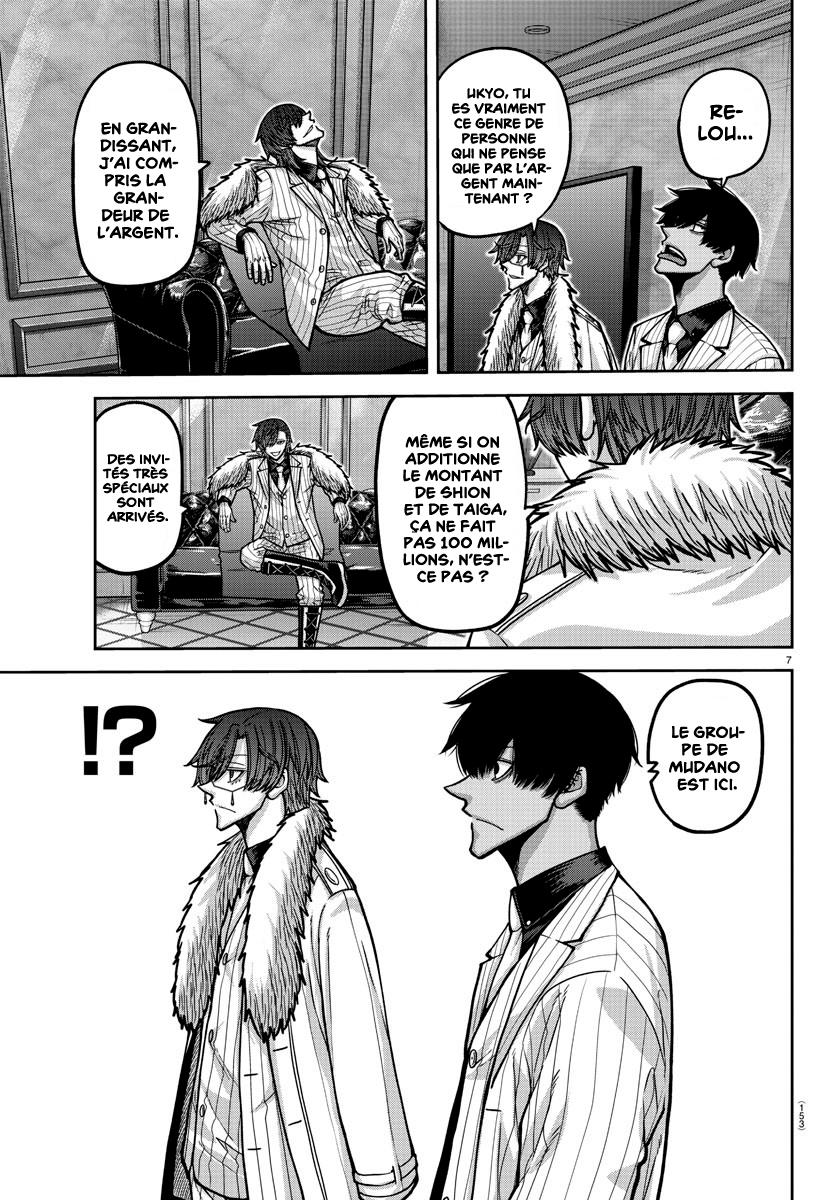 RE-
LOU...
UKYO, TU
ES VRAIMENT
CE GENRE DE
PERSONNE
QUI NE PENSE
QUE PAR L'AR-
GENT MAIN-
TENANT ?
EN GRAN-
DISSANT,
J'AI COM-
PRIS LA
GRAN-
DEUR DE
L'ARGENT.
MÊME SI ON
ADDITIONNE
LE MONTANT
DE SHION
ET DE TAIGA,
ÇA NE FAIT
PAS 100 MIL-
LIONS, N'EST-
CE PAS ?
DES INVI-
TÉS TRÈS
SPÉCIAUX
SONT
ARRIVÉS.
7
LE GROU-
PE DE
MUDANO
EST ICI.
!?
(153)